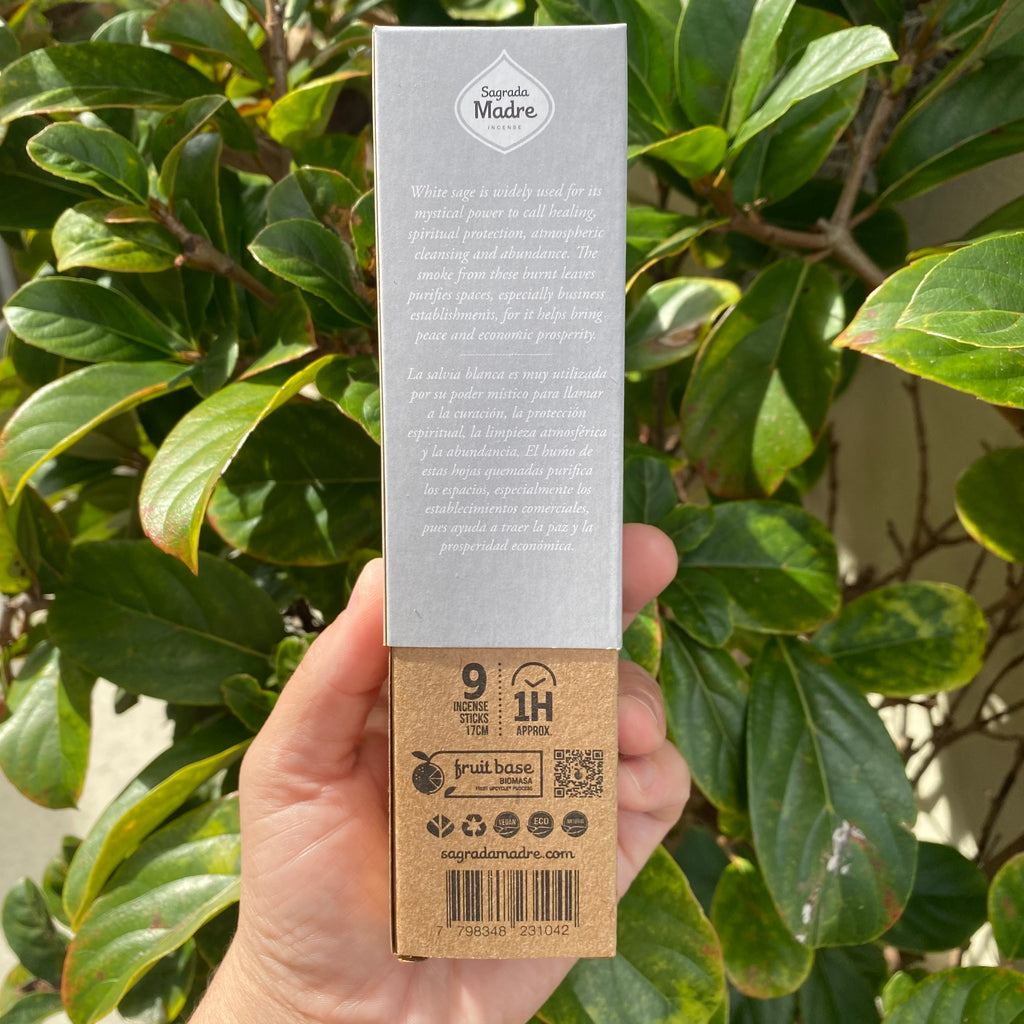 Sagrada
Madre
INCENSE
White sage is widely used for its
mystical power to call healing,
spiritual protection, atmospheric
cleansing and abundance. The
smoke from these burnt leaves
purifies spaces, especially business
establishments, for it helps bring
peace and economic prosperity.
La salvia blanca es muy utilizada
por su poder místico para llamar
a la curación, la protección
espiritual, la limpieza atmosférica
y la abundancia. El humo de
estas hojas quemadas purifica
los espacios, especialmente los
establecimientos comerciales,
pues ayuda a traer la paz y la
prosperidad económica.
9
INCENSE
STICKS
17CM
1H
APPROX.
fruit base
BIOMASA
FRUIT UPCYCLE® PROCESS
VEGAN
ECO
NATURAL
sagradamadre.com
7 798348 231042